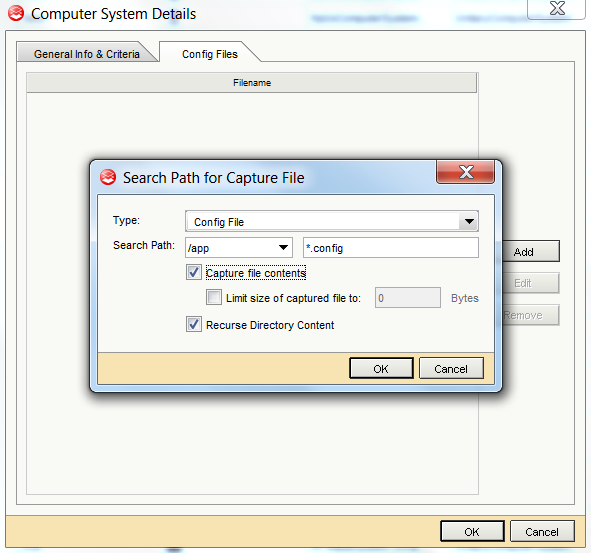 Computer System Details
General Info & Criteria
Config Files
Filename
Search Path for Capture File
Type:
Config File
Search Path:
/app
*.config
Capture file contents
Limit size of captured file to:
0
Bytes
Recurse Directory Content
OK
Cancel
Add
Edit
Remove
OK
Cancel